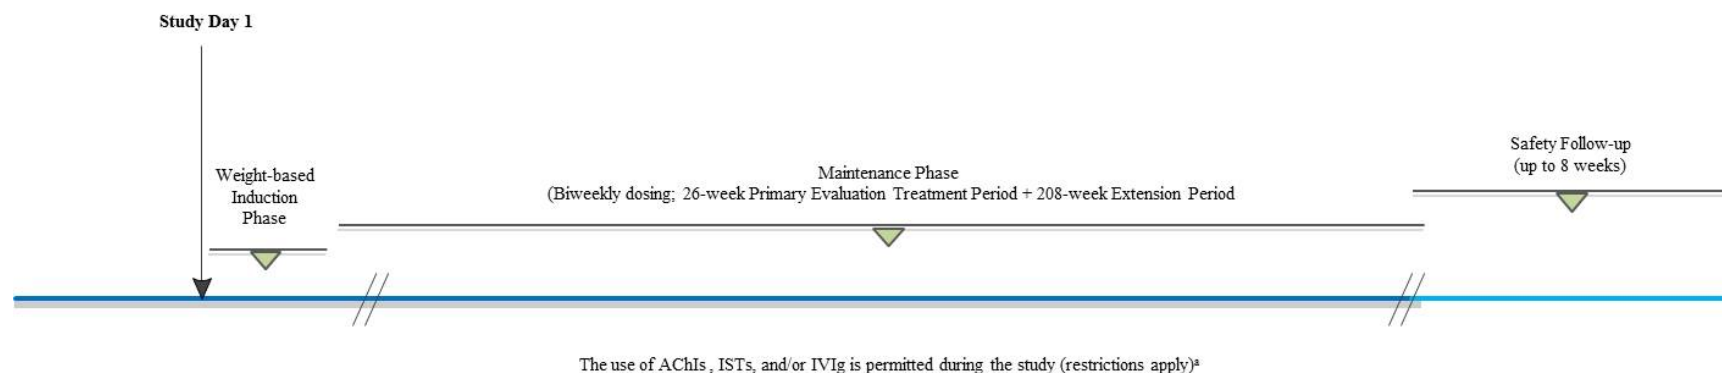 Study Day 1
Safety Follow-up
(up to 8 weeks)
Weight-based
Induction
Phase
Maintenance Phase
(Biweekly dosing; 26-week Primary Evaluation Treatment Period + 208-week Extension Period
The use of AChIs , ISTs, and/or IVIg is permitted during the study (restrictions apply)ᵃ